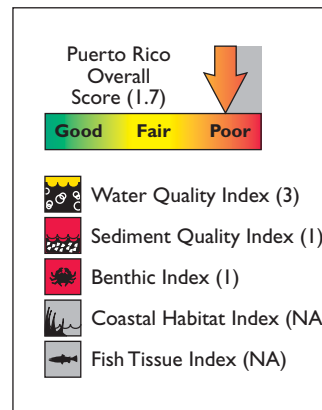 Puerto Rico
Overall
Score (1.7)
Good Fair Poor
Water Quality Index (3)
Sediment Quality Index (1)
Benthic Index (1)
Coastal Habitat Index (NA
Fish Tissue Index (NA)